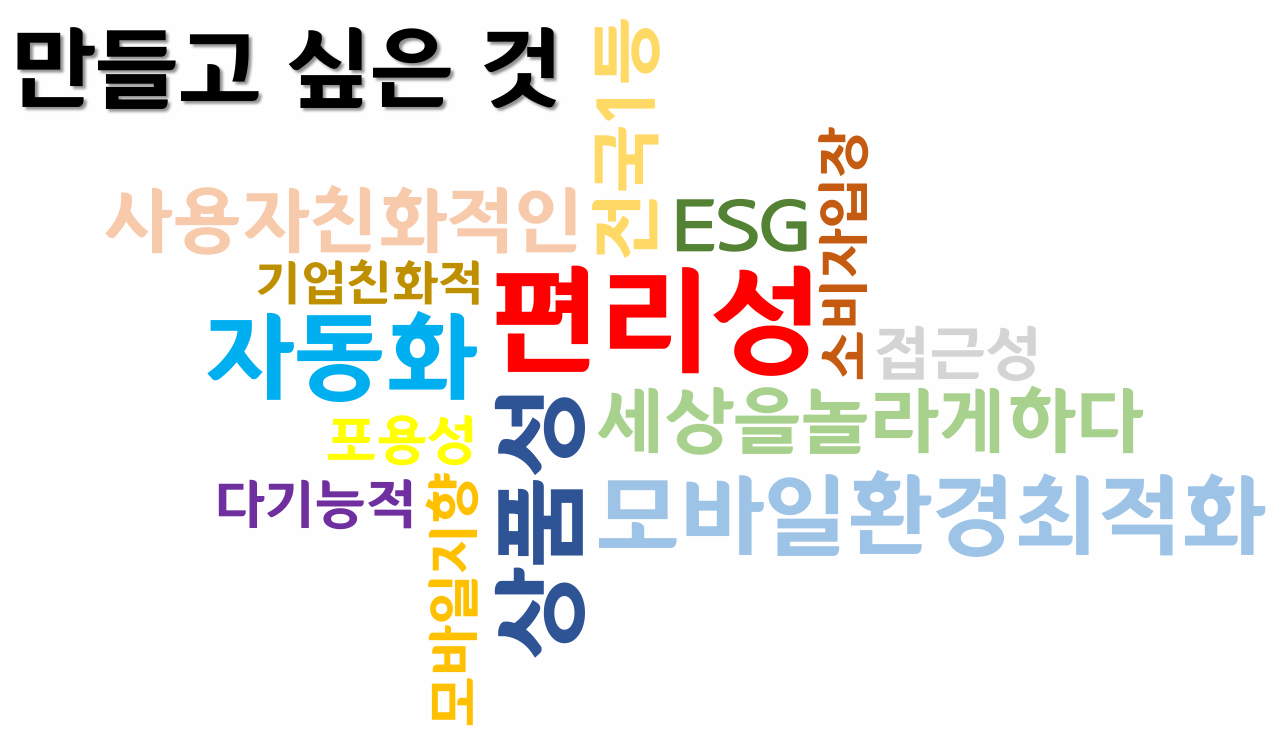 만들고 싶은 것
전국1등
소비자입장
사용자친화적인
ESG
기업친화적
편리성
자동화
접근성
세상을놀라게하다
상품성
포용성
모바일환경최적화
다기능적
모바일지향